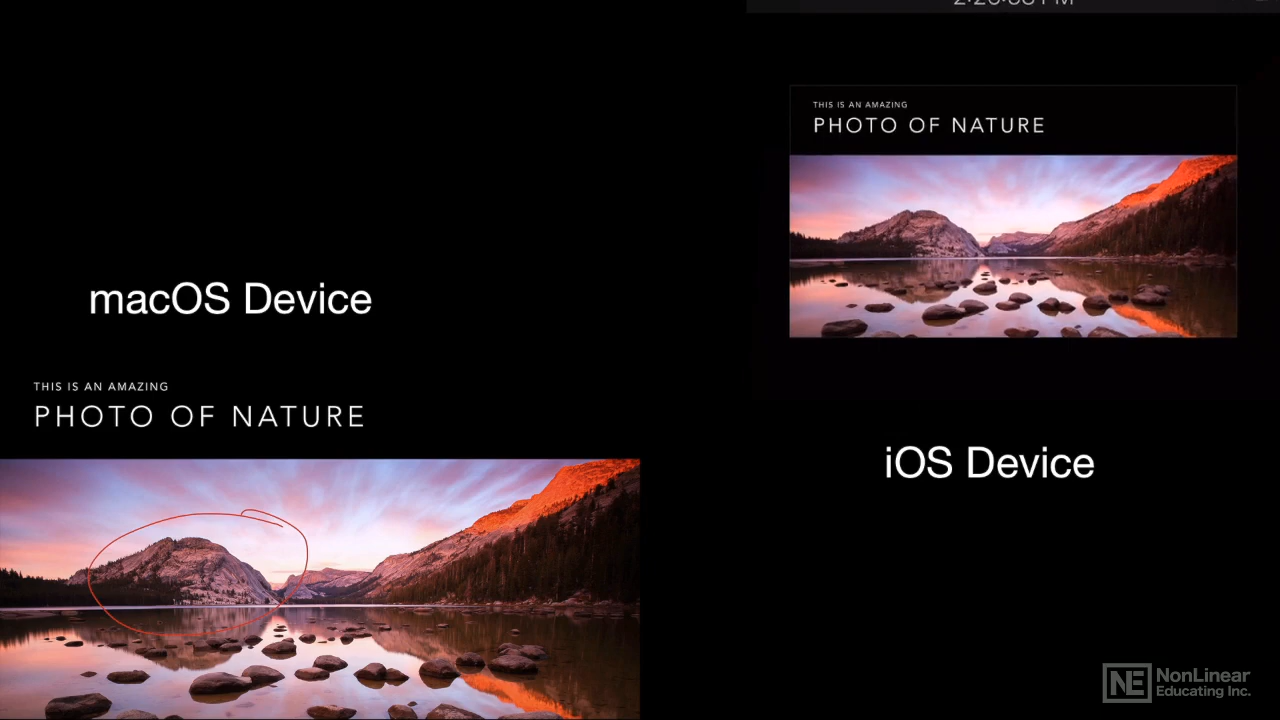 macOS Device
THIS IS AN AMAZING
PHOTO OF NATURE
THIS IS AN AMAZING
PHOTO OF NATURE
iOS Device
NE NonLinear
Educating Inc.